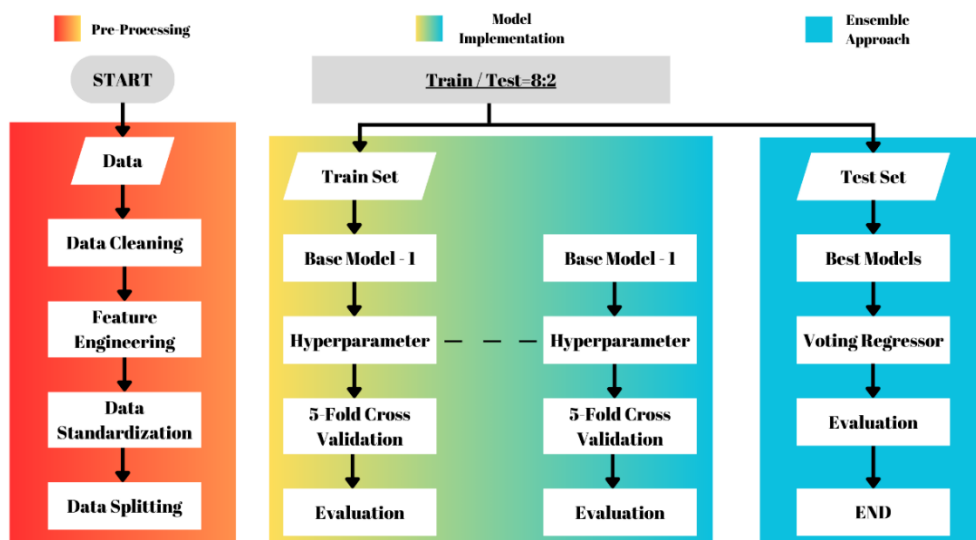 Pre-Processing
Model
Implementation
Ensemble
Approach
START
Train / Test=8:2
Data
Data Cleaning
Feature
Engineering
Data
Standardization
Data Splitting
Train Set
Base Model - 1
Hyperparameter
5-Fold Cross
Validation
Evaluation
Base Model - 1
Hyperparameter
5-Fold Cross
Validation
Evaluation
Test Set
Best Models
Voting Regressor
Evaluation
END